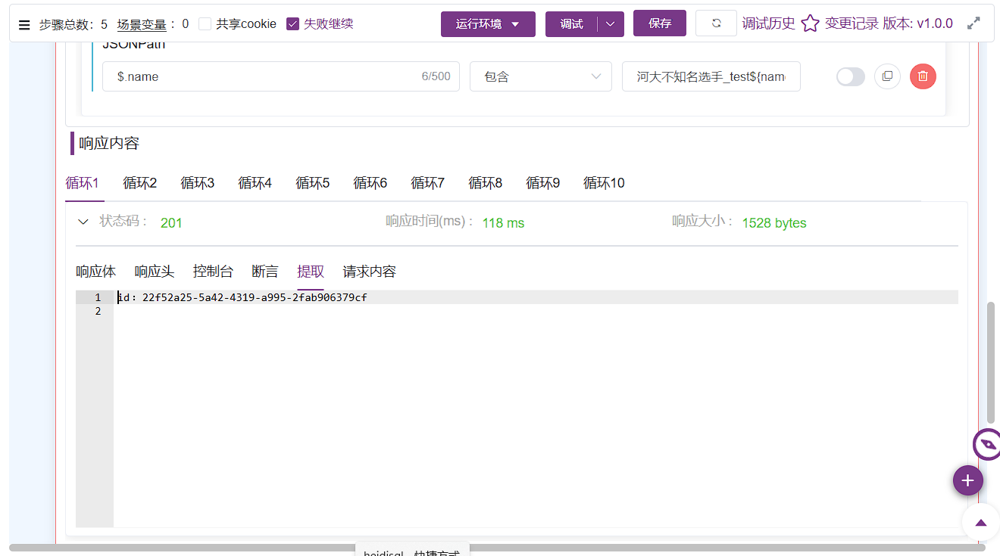 步骤总数：5 场景变量： 0 共享cookie 失败继续 运行环境 调试 保存 调试历史 变更记录 版本: v1.0.0
JSONPath
$.name 6/500 包含 河大不知名选手_test${nam
响应内容
循环1 循环2 循环3 循环4 循环5 循环6 循环7 循环8 循环9 循环10
状态码： 201 响应时间(ms)： 118 ms 响应大小： 1528 bytes
响应体 响应头 控制台 断言 提取 请求内容
1 id：22f52a25-5a42-4319-a995-2fab906379cf
2
heidisql - 快捷方式